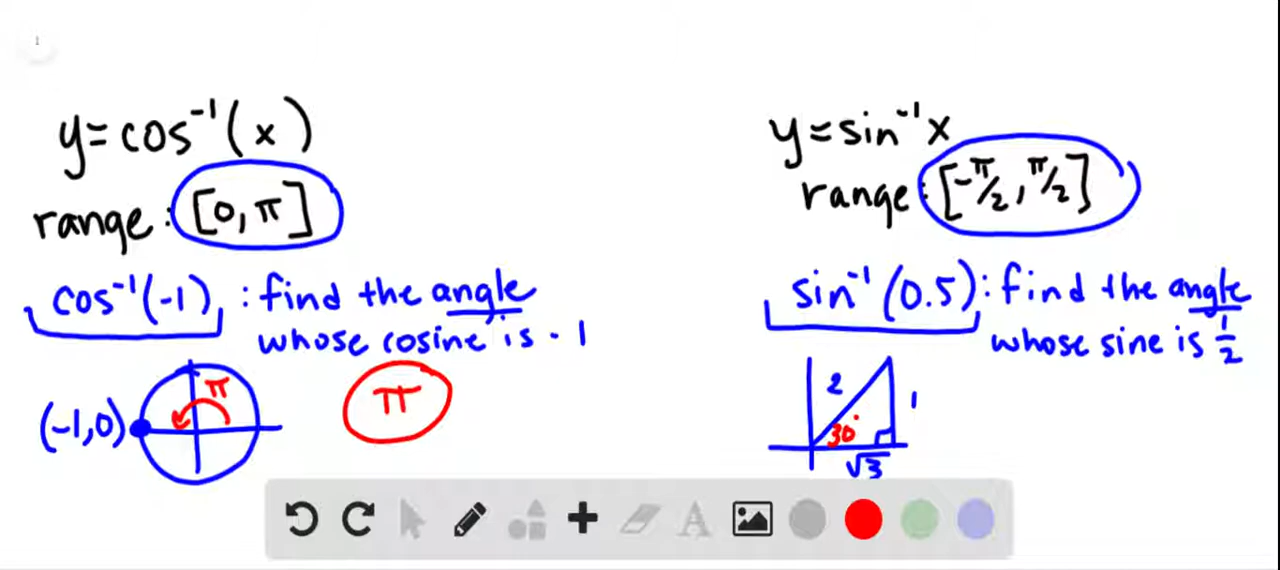 1
y=cos⁻¹(x)
range: [0, π]
cos⁻¹(-1) : find the angle
whose cosine is -1
(-1,0)
π
π
y=sin⁻¹x
range: [-π/2, π/2]
sin⁻¹(0.5): find the angle
whose sine is 1/2
2
1
30°
√3
A